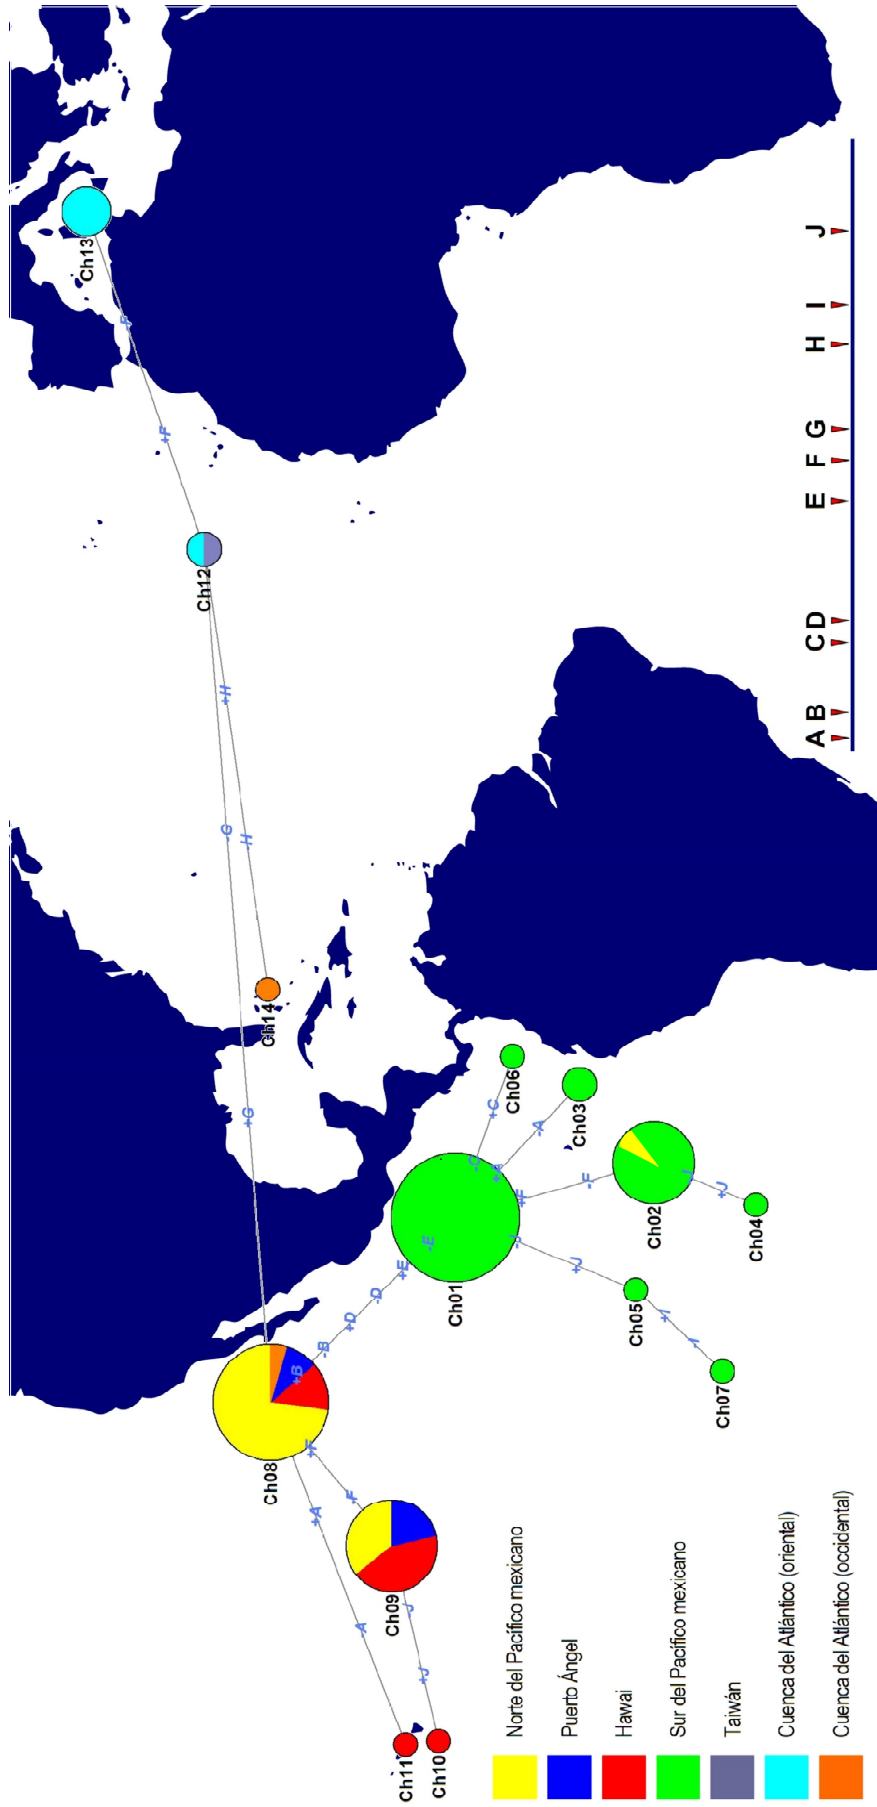 Ch13
-F
+F
Ch12
+H
-G
-H
+G
Ch14
Ch08
+B
-B
+D
-D
+E
-E
+F
-F
+A
-A
Ch09
-J
+J
Ch11
Ch10
Ch01
-C
+C
Ch06
+A
-A
Ch03
+F
-F
Ch02
-J
+J
Ch04
-J
+J
Ch05
+I
-I
Ch07
Norte del Pacífico mexicano
Puerto Ángel
Hawai
Sur del Pacífico mexicano
Taiwán
Cuenca del Atlántico (oriental)
Cuenca del Atlántico (occidental)
A B C D E F G H I J